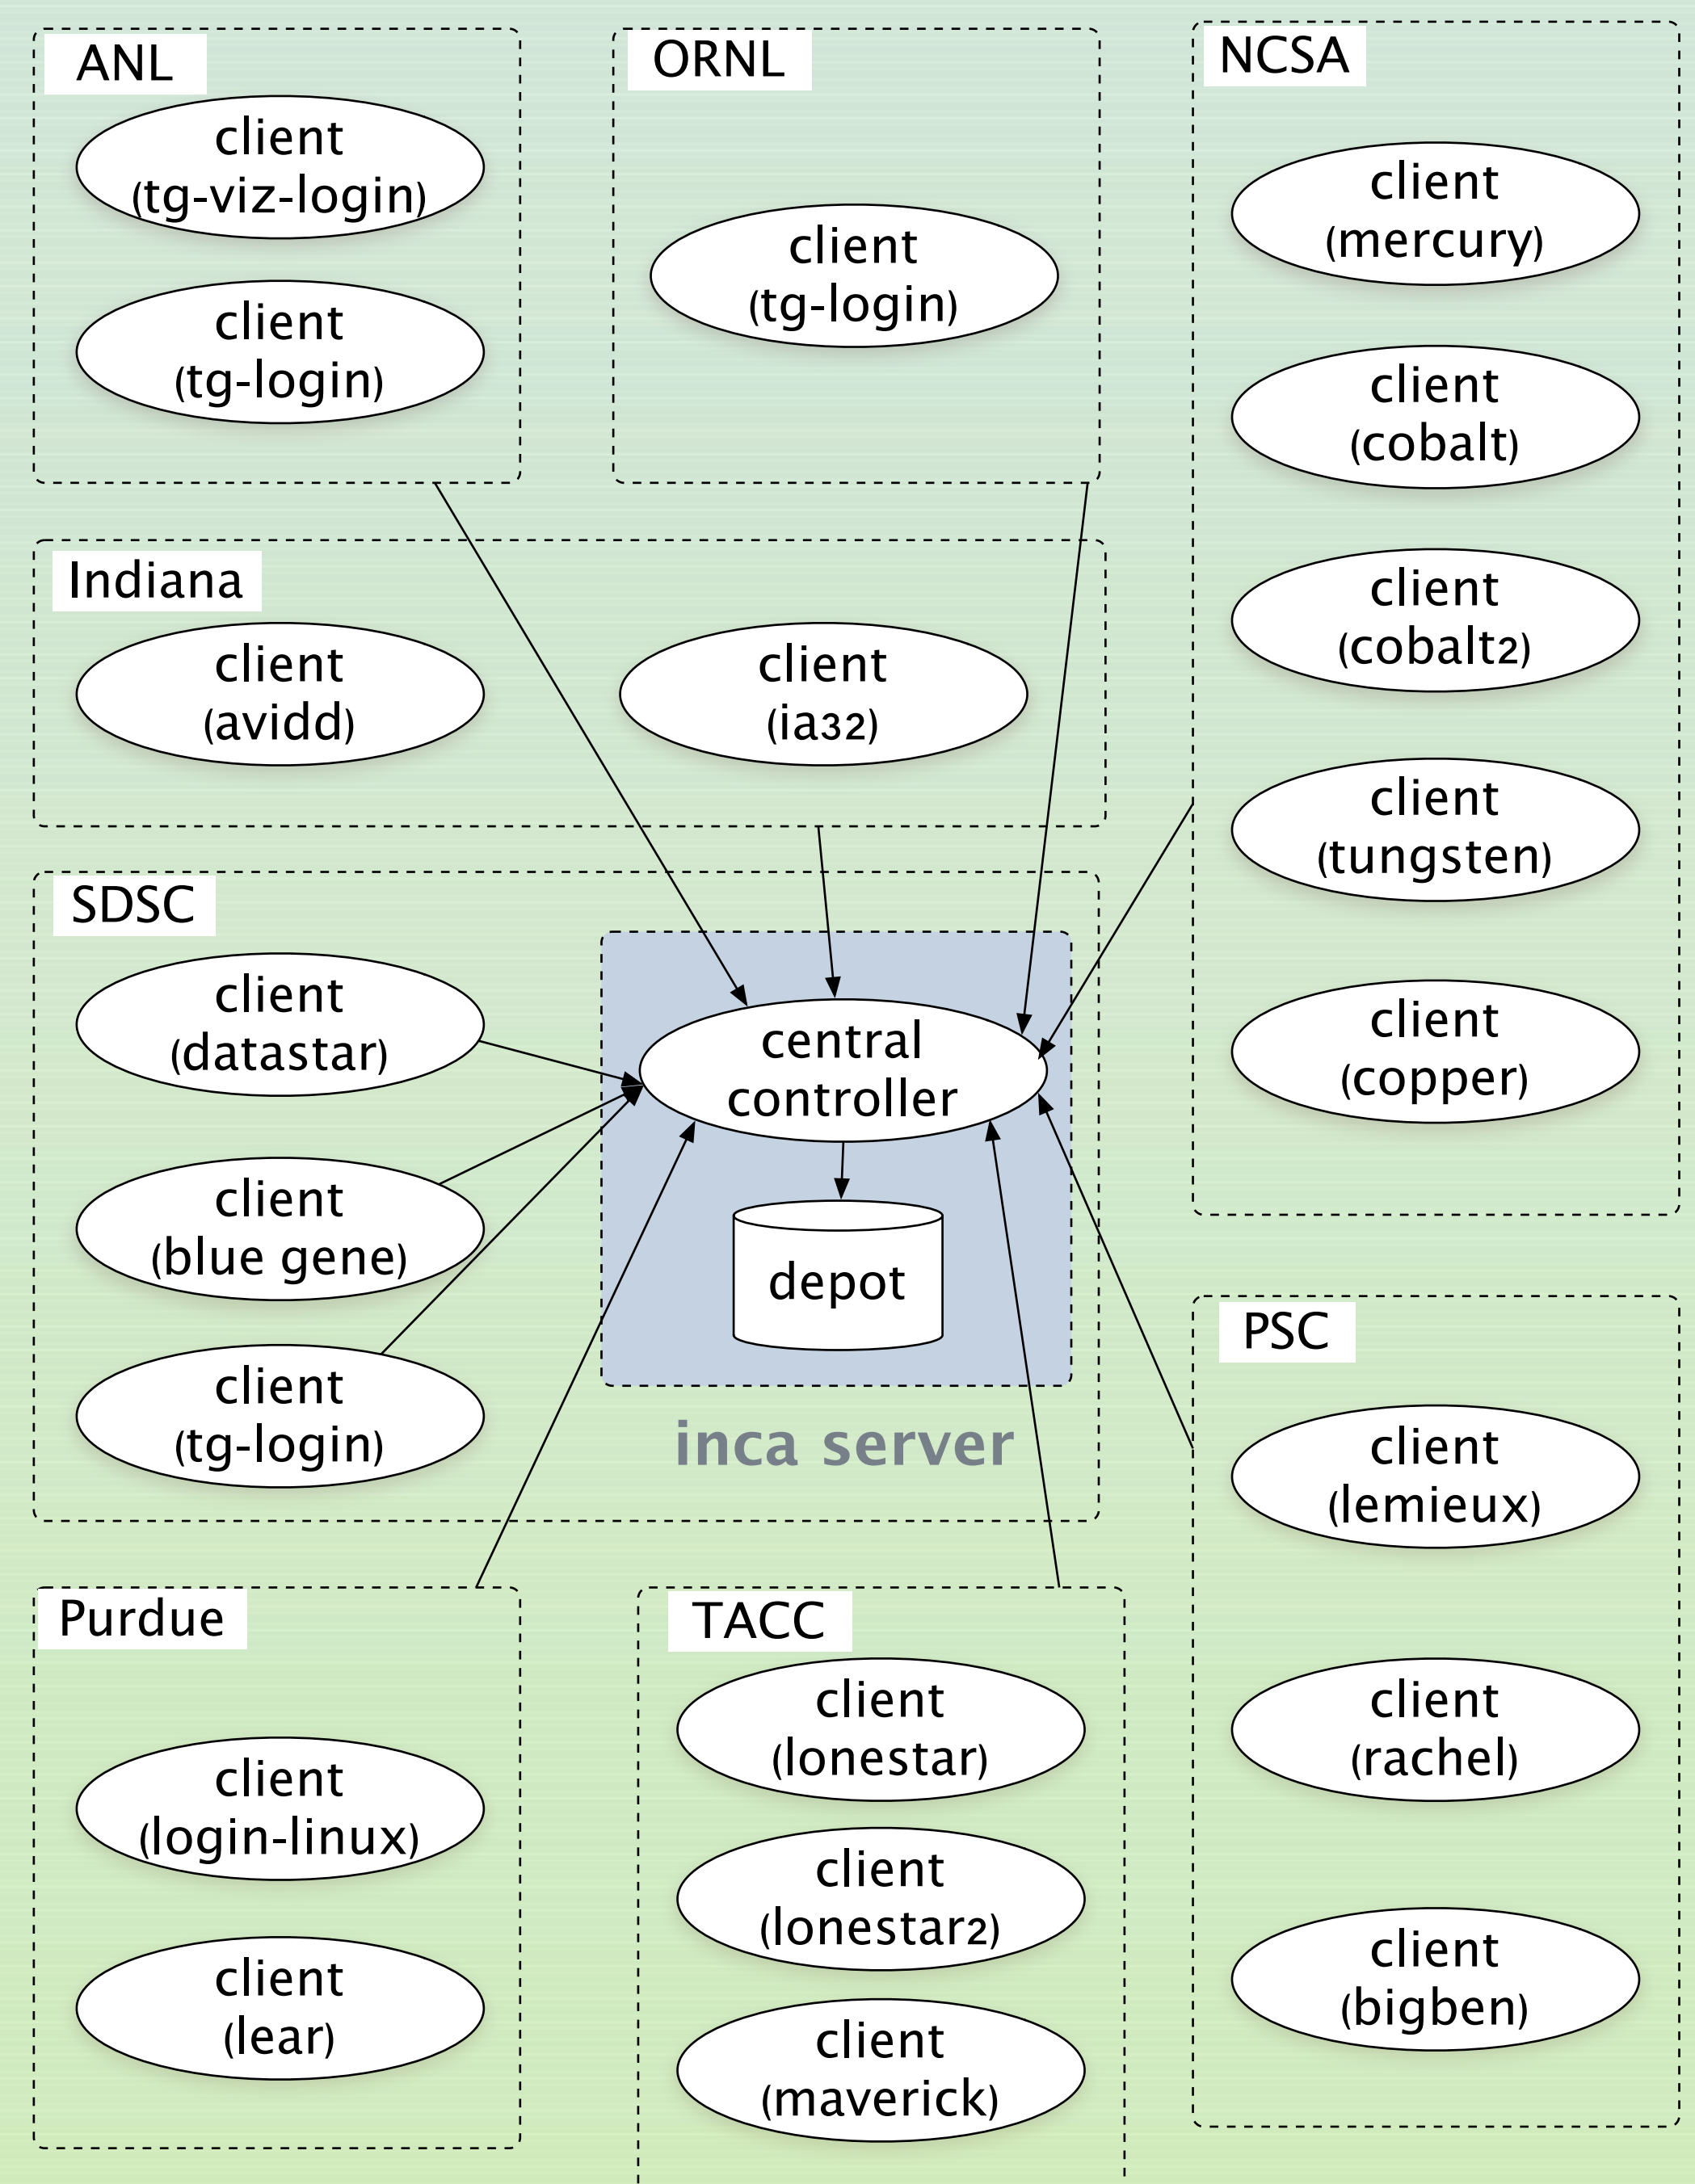 ANL
client
(tg-viz-login)
client
(tg-login)
ORNL
client
(tg-login)
NCSA
client
(mercury)
client
(cobalt)
client
(cobalt2)
client
(tungsten)
client
(copper)
Indiana
client
(avidd)
client
(ia32)
SDSC
client
(datastar)
client
(blue gene)
client
(tg-login)
central
controller
depot
inca server
PSC
client
(lemieux)
client
(rachel)
client
(bigben)
Purdue
client
(login-linux)
client
(lear)
TACC
client
(lonestar)
client
(lonestar2)
client
(maverick)